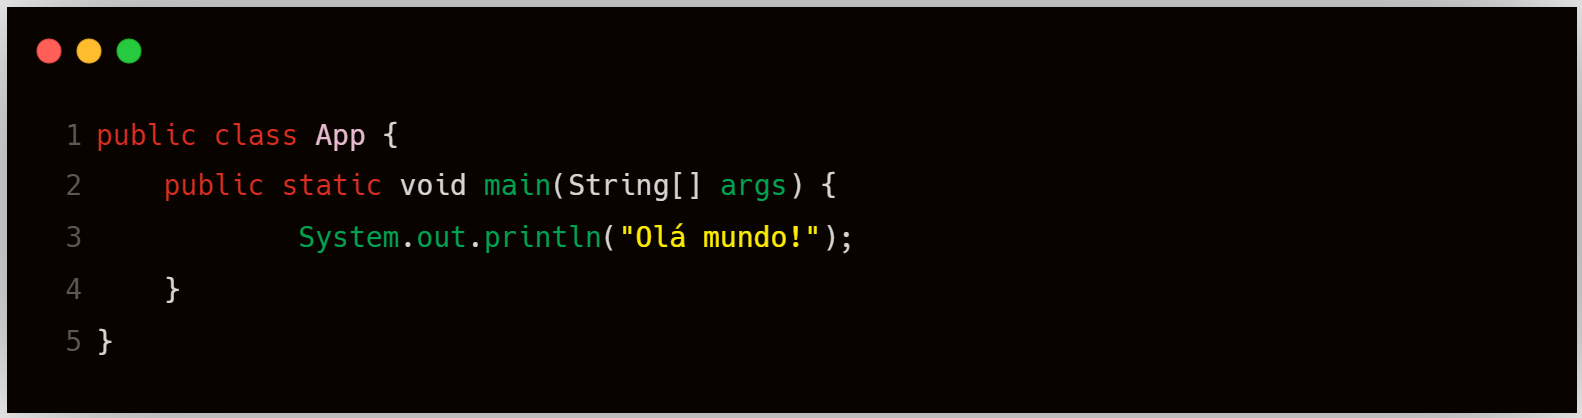 1 public class App {
2     public static void main(String[] args) {
3             System.out.println("Olá mundo!");
4     }
5 }